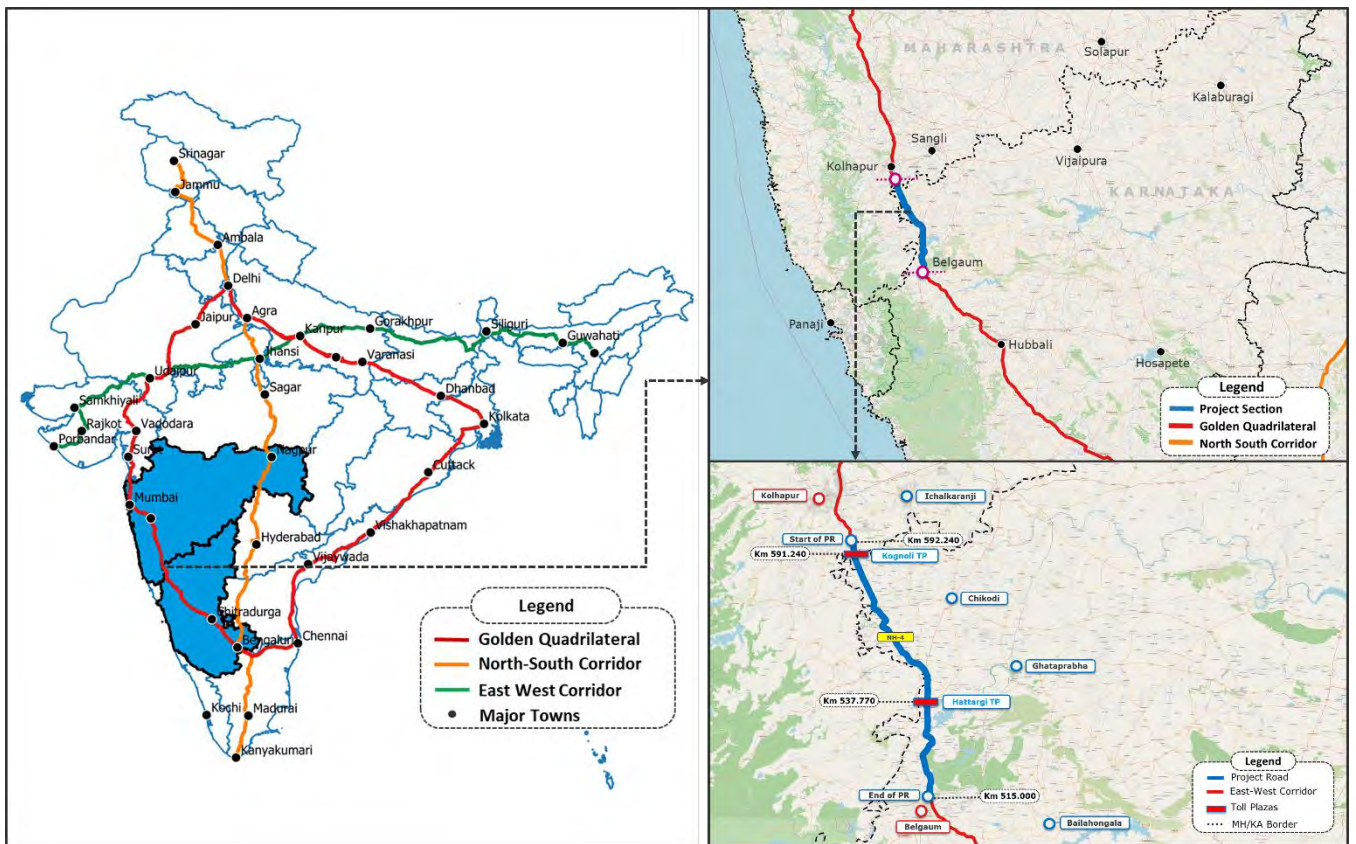 Srinagar
Jammu
Ambala
Delhi
Jaipur
Agra
Kanpur
Gorakhpur
Siliguri
Guwahati
Jhansi
Varanasi
Udaipur
Sagar
Dhanbad
Samkhiyali
Kolkata
Rajkot
Vadodara
Porbandar
Surat
Nagpur
Cuttack
Mumbai
Hyderabad
Vishakhapatnam
Vijaywada
Chitradurga
Bengaluru
Chennai
Kochi
Madurai
Kanyakumari
Legend
Golden Quadrilateral
North-South Corridor
East West Corridor
Major Towns
MAHARASHTRA
Solapur
Kalaburagi
Sangli
Kolhapur
Vijaipura
KARNATAKA
Belgaum
Panaji
Hubbali
Hosapete
Legend
Project Section
Golden Quadrilateral
North South Corridor
Kolhapur
Ichalkaranji
Start of PR
Km 592.240
Km 591.240
Kognoli TP
Chikodi
NH-4
Ghataprabha
Km 537.770
Hattargi TP
End of PR
Km 515.000
Belgaum
Bailahongala
Legend
Project Road
East-West Corridor
Toll Plazas
MH/KA Border